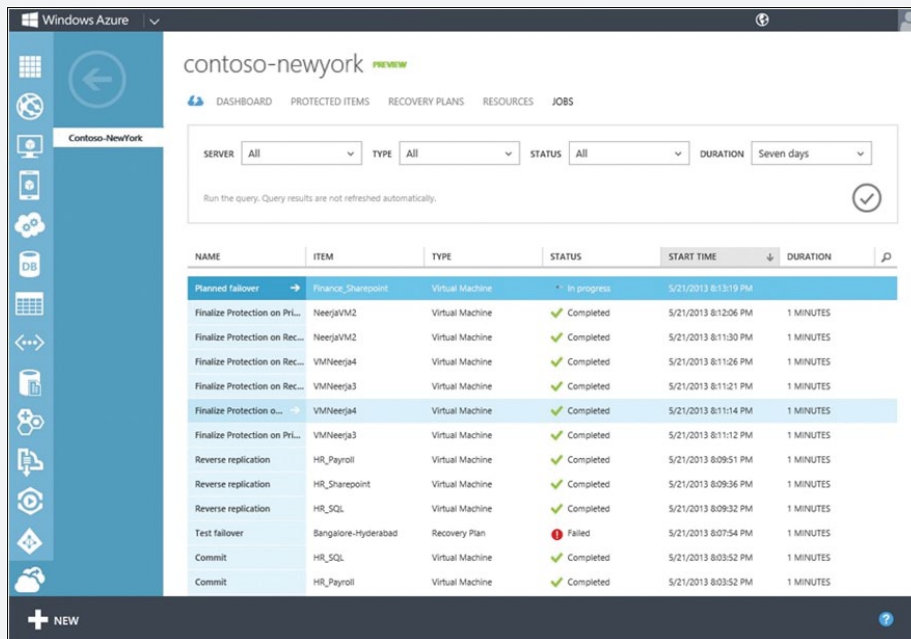 Windows Azure
contoso-newyork PREVIEW
DASHBOARD PROTECTED ITEMS RECOVERY PLANS RESOURCES JOBS
Contoso-NewYork
SERVER All TYPE All STATUS All DURATION Seven days
Run the query. Query results are not refreshed automatically.
NAME ITEM TYPE STATUS START TIME DURATION
Planned failover Finance_Sharepoint Virtual Machine In progress 5/21/2013 8:13:19 PM
Finalize Protection on Pri... NeerjaVM2 Virtual Machine Completed 5/21/2013 8:12:06 PM 1 MINUTES
Finalize Protection on Rec... NeerjaVM2 Virtual Machine Completed 5/21/2013 8:11:30 PM 1 MINUTES
Finalize Protection on Rec... VMNeerja4 Virtual Machine Completed 5/21/2013 8:11:26 PM 1 MINUTES
Finalize Protection on Rec... VMNeerja3 Virtual Machine Completed 5/21/2013 8:11:21 PM 1 MINUTES
Finalize Protection o... VMNeerja4 Virtual Machine Completed 5/21/2013 8:11:14 PM 1 MINUTES
Finalize Protection on Pri... VMNeerja3 Virtual Machine Completed 5/21/2013 8:11:12 PM 1 MINUTES
Reverse replication HR_Payroll Virtual Machine Completed 5/21/2013 8:09:51 PM 1 MINUTES
Reverse replication HR_Sharepoint Virtual Machine Completed 5/21/2013 8:09:36 PM 1 MINUTES
Reverse replication HR_SQL Virtual Machine Completed 5/21/2013 8:09:32 PM 1 MINUTES
Test failover Bangalore-Hyderabad Recovery Plan Failed 5/21/2013 8:07:54 PM 1 MINUTES
Commit HR_SQL Virtual Machine Completed 5/21/2013 8:03:52 PM 1 MINUTES
Commit HR_Payroll Virtual Machine Completed 5/21/2013 8:03:52 PM 1 MINUTES
DB
NEW